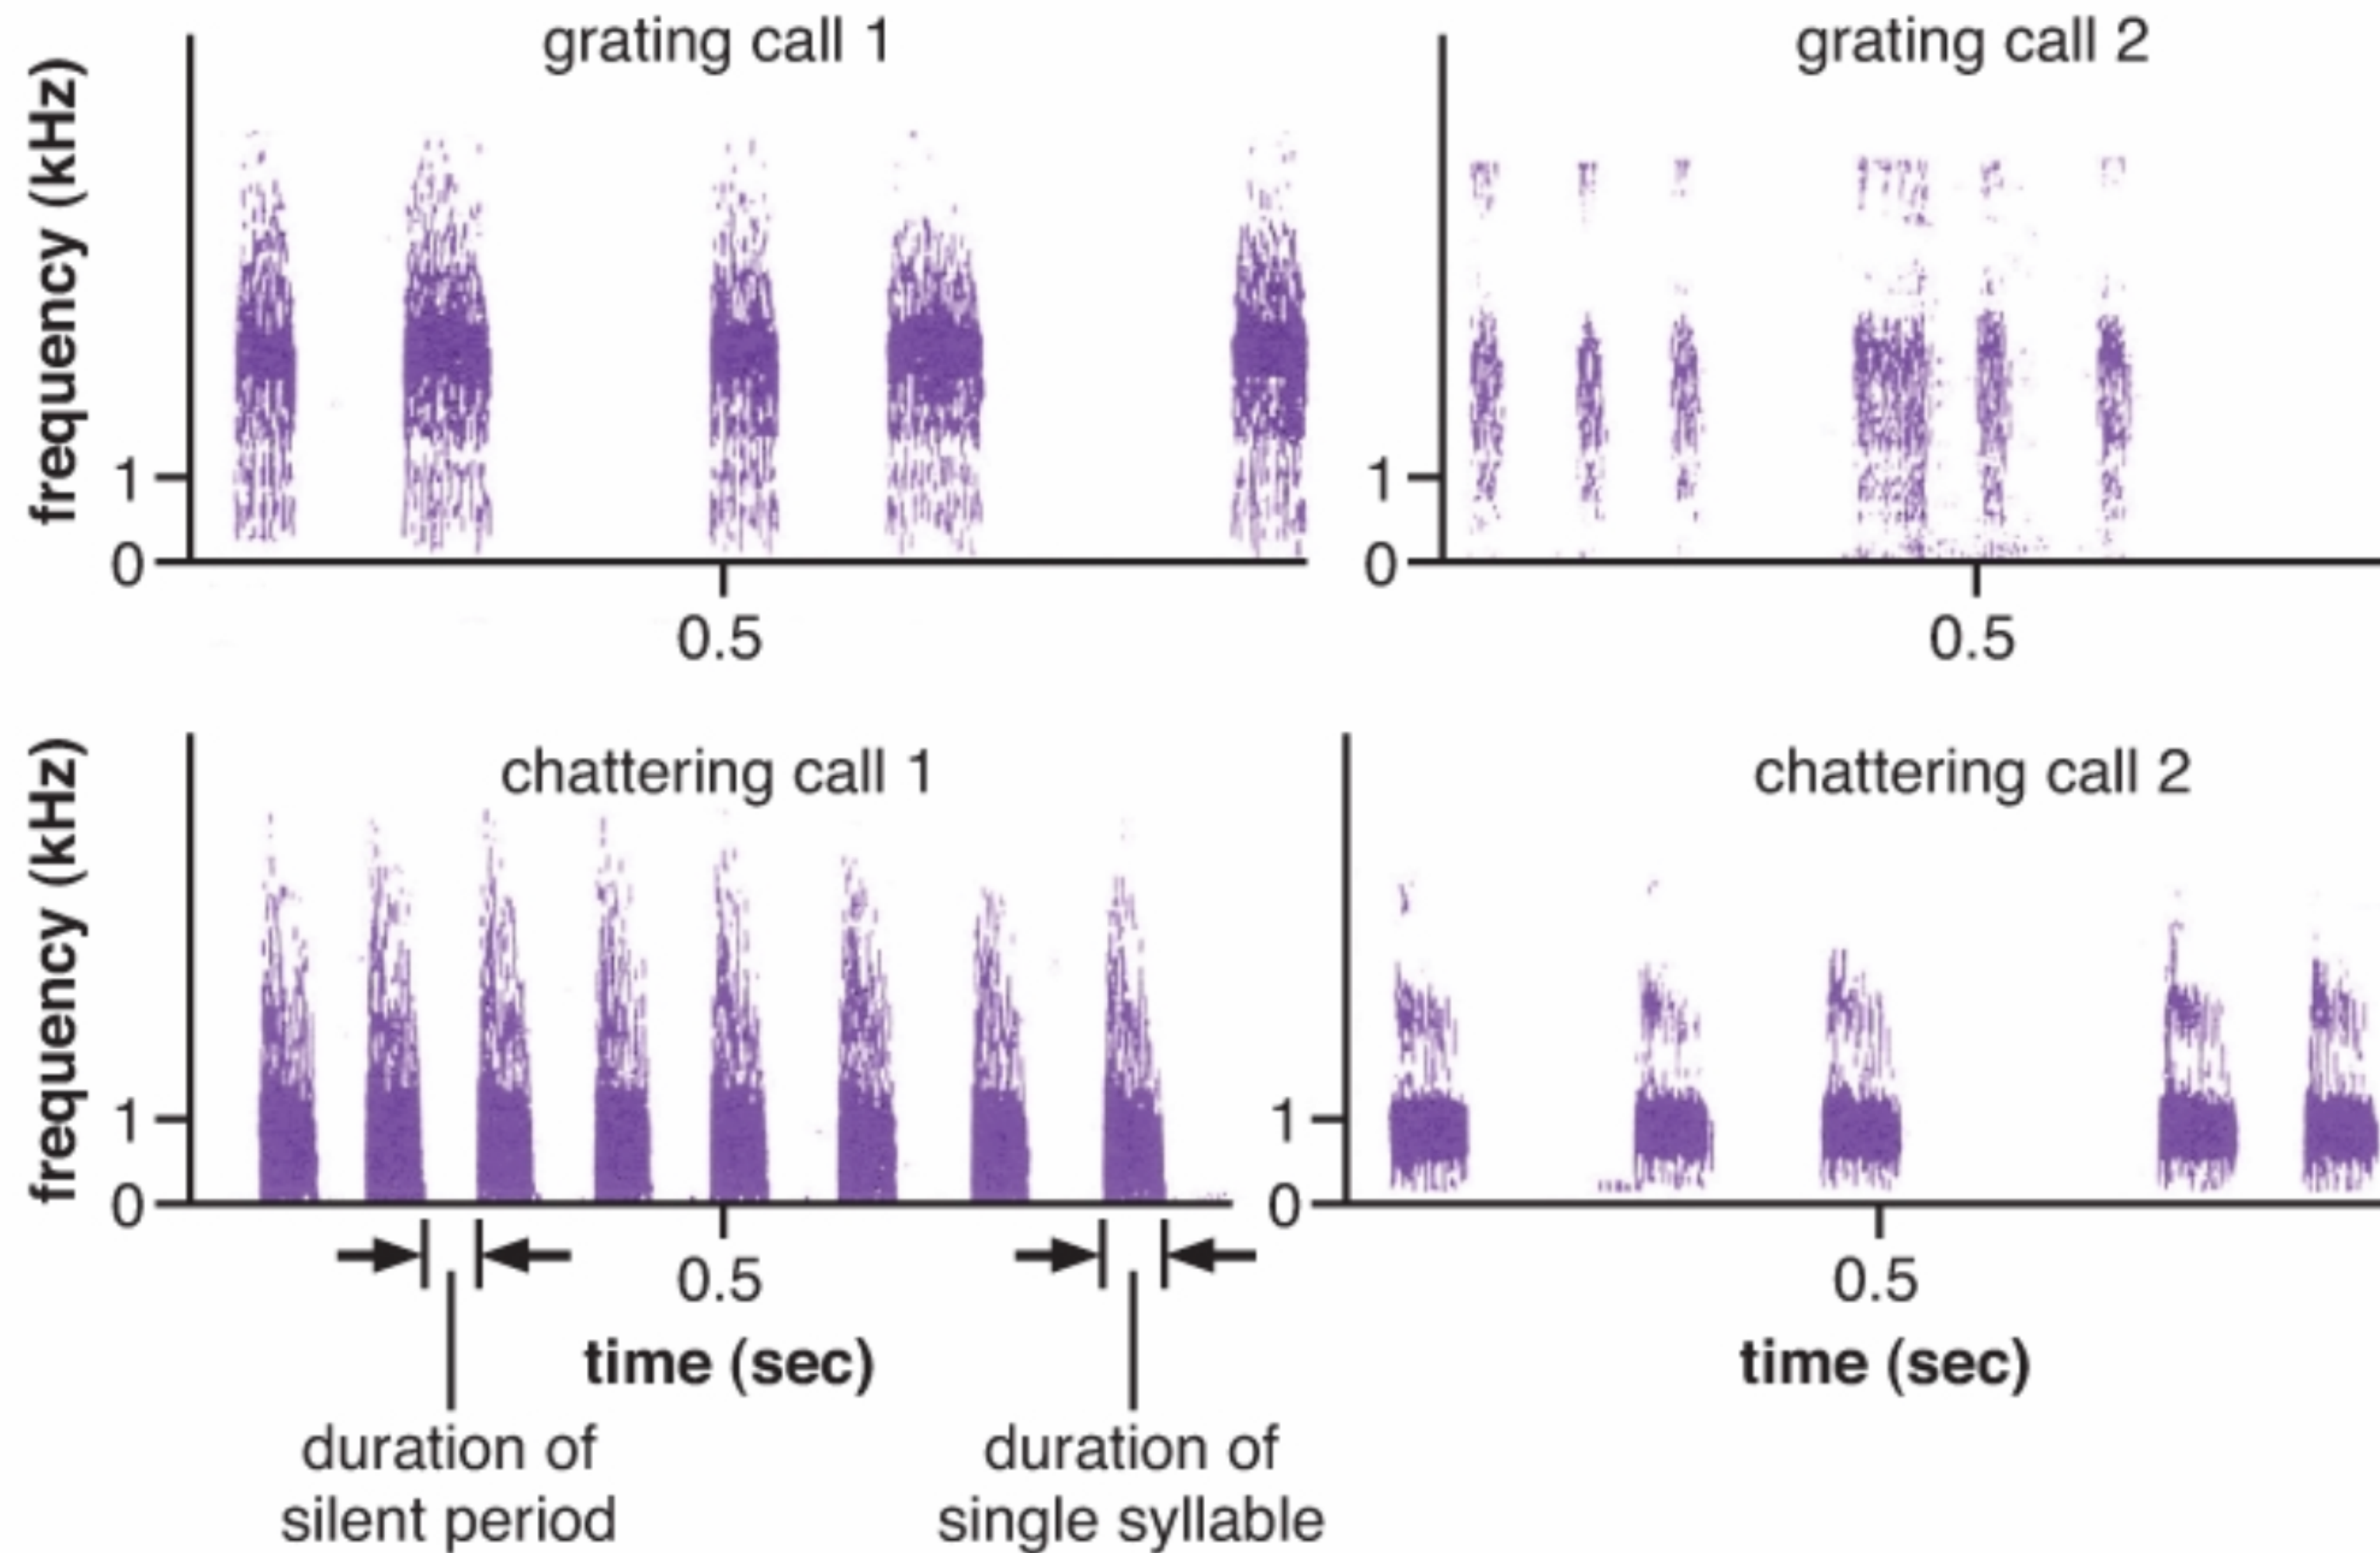 grating call 1
grating call 2
frequency (kHz)
1
0
0.5
1
0
0.5
chattering call 1
chattering call 2
frequency (kHz)
1
0
0.5
1
0
0.5
time (sec)
time (sec)
duration of
silent period
duration of
single syllable